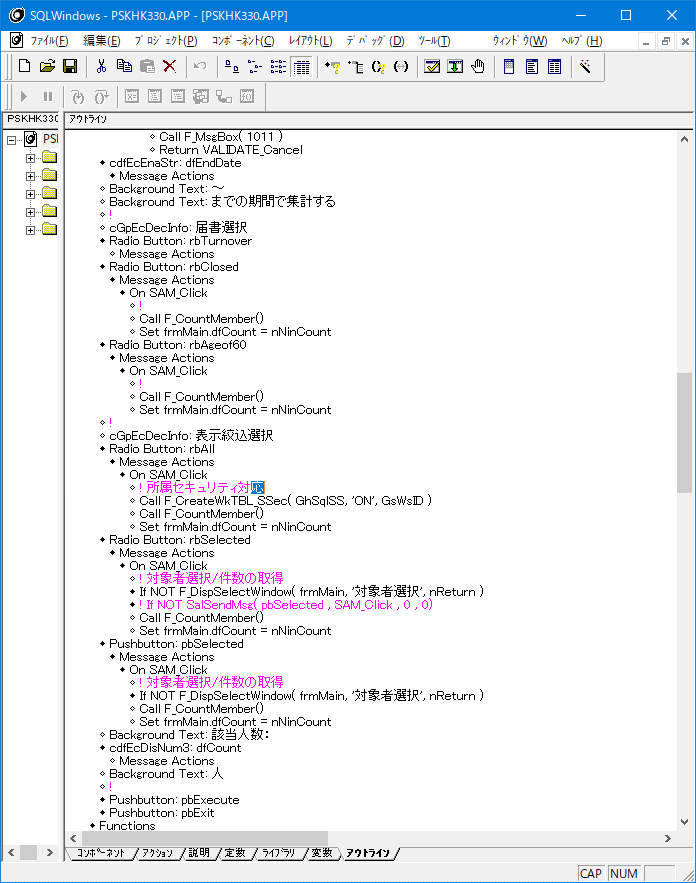 SQLWindows - PSKHK330.APP - [PSKHK330.APP]
ﾌｧｲﾙ(F) 編集(E) ﾌﾟﾛｼﾞｪｸﾄ(P) ｺﾝﾎﾟｰﾈﾝﾄ(C) ﾚｲｱｳﾄ(L) ﾃﾞﾊﾞｯｸﾞ(D) ﾂｰﾙ(T) ｳｨﾝﾄﾞｳ(W) ﾍﾙﾌﾟ(H)
PSKHK330 ｱｳﾄﾗｲﾝ
PSI
Call F_MsgBox( 1011 )
Return VALIDATE_Cancel
cdfEcEnaStr: dfEndDate
Message Actions
Background Text: ～
Background Text: までの期間で集計する
!
cGpEcDecInfo: 届書選択
Radio Button: rbTurnover
Message Actions
Radio Button: rbClosed
Message Actions
On SAM_Click
!
Call F_CountMember()
Set frmMain.dfCount = nNinCount
Radio Button: rbAgeof60
Message Actions
On SAM_Click
!
Call F_CountMember()
Set frmMain.dfCount = nNinCount
!
cGpEcDecInfo: 表示絞込選択
Radio Button: rbAll
Message Actions
On SAM_Click
! 所属セキュリティ対応
Call F_CreateWkTBL_SSec( GhSqlSS, 'ON', GsWsID )
Call F_CountMember()
Set frmMain.dfCount = nNinCount
Radio Button: rbSelected
Message Actions
On SAM_Click
! 対象者選択/件数の取得
If NOT F_DispSelectWindow( frmMain, '対象者選択', nReturn )
! If NOT SalSendMsg( pbSelected , SAM_Click , 0 , 0)
Call F_CountMember()
Set frmMain.dfCount = nNinCount
Pushbutton: pbSelected
Message Actions
On SAM_Click
! 対象者選択/件数の取得
If NOT F_DispSelectWindow( frmMain, '対象者選択', nReturn )
Call F_CountMember()
Set frmMain.dfCount = nNinCount
Background Text: 該当人数：
cdfEcDisNum3: dfCount
Message Actions
Background Text: 人
!
Pushbutton: pbExecute
Pushbutton: pbExit
Functions
ｺﾝﾎﾟｰﾈﾝﾄ ｱｸｼｮﾝ 説明 定数 ﾗｲﾌﾞﾗﾘ 変数 ｱｳﾄﾗｲﾝ
CAP NUM